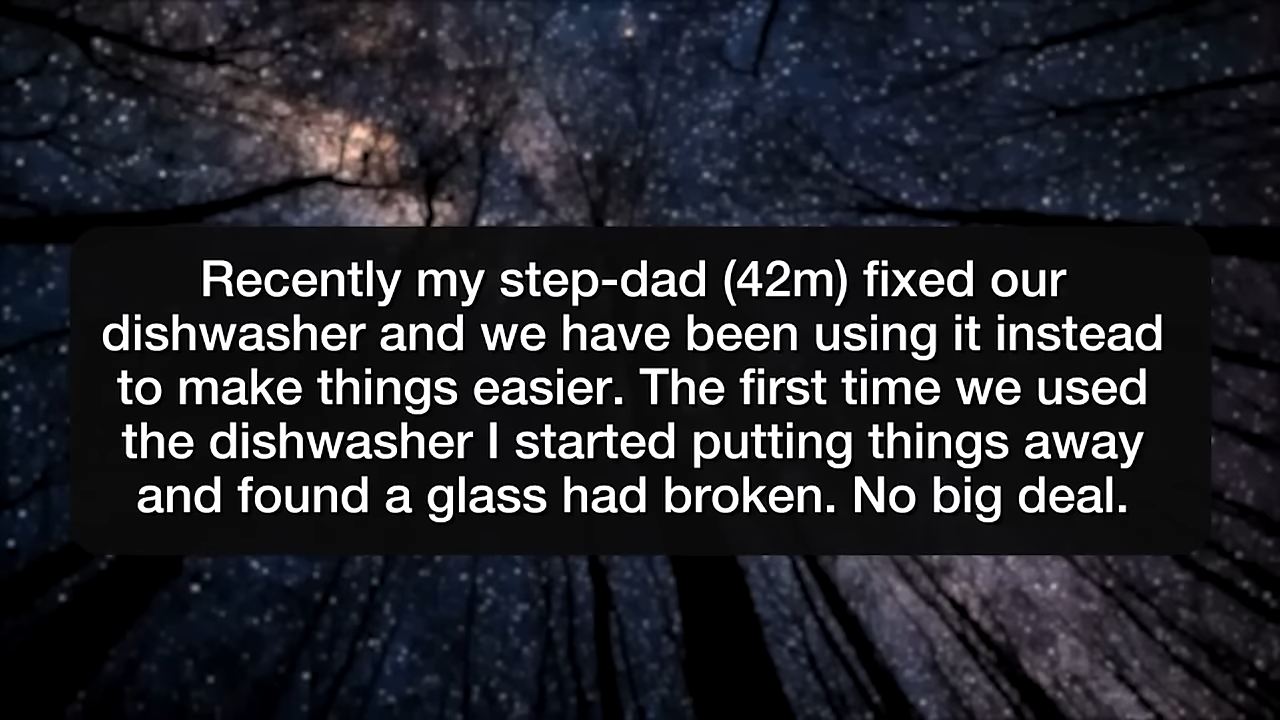 Recently my step-dad (42m) fixed our
dishwasher and we have been using it instead
to make things easier. The first time we used
the dishwasher I started putting things away
and found a glass had broken. No big deal.